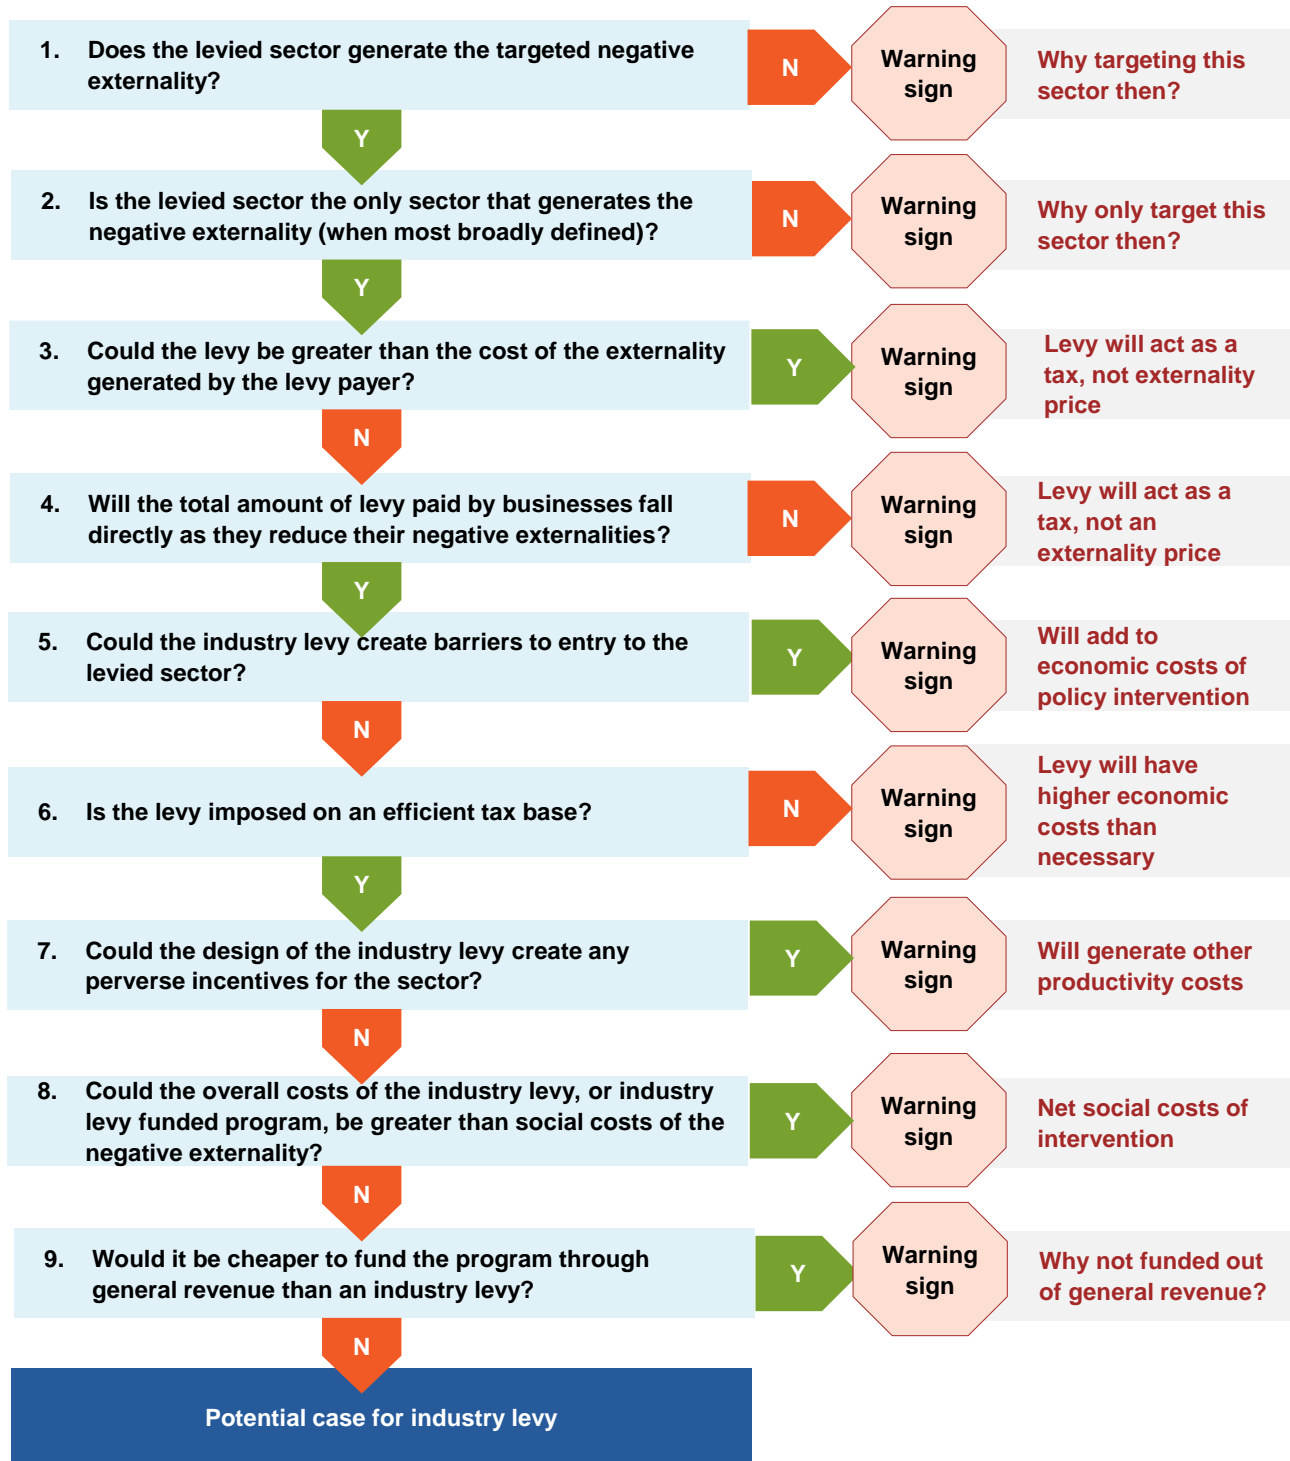 1. Does the levied sector generate the targeted negative
externality?
N
Warning
sign
Why targeting this
sector then?
Y
2. Is the levied sector the only sector that generates the
negative externality (when most broadly defined)?
N
Warning
sign
Why only target this
sector then?
Y
3. Could the levy be greater than the cost of the externality
generated by the levy payer?
Y
Warning
sign
Levy will act as a
tax, not externality
price
N
4. Will the total amount of levy paid by businesses fall
directly as they reduce their negative externalities?
N
Warning
sign
Levy will act as a
tax, not an
externality price
Y
5. Could the industry levy create barriers to entry to the
levied sector?
Y
Warning
sign
Will add to
economic costs of
policy intervention
N
6. Is the levy imposed on an efficient tax base?
N
Warning
sign
Levy will have
higher economic
costs than
necessary
Y
7. Could the design of the industry levy create any
perverse incentives for the sector?
Y
Warning
sign
Will generate other
productivity costs
N
8. Could the overall costs of the industry levy, or industry
levy funded program, be greater than social costs of the
negative externality?
Y
Warning
sign
Net social costs of
intervention
N
9. Would it be cheaper to fund the program through
general revenue than an industry levy?
Y
Warning
sign
Why not funded out
of general revenue?
N
Potential case for industry levy